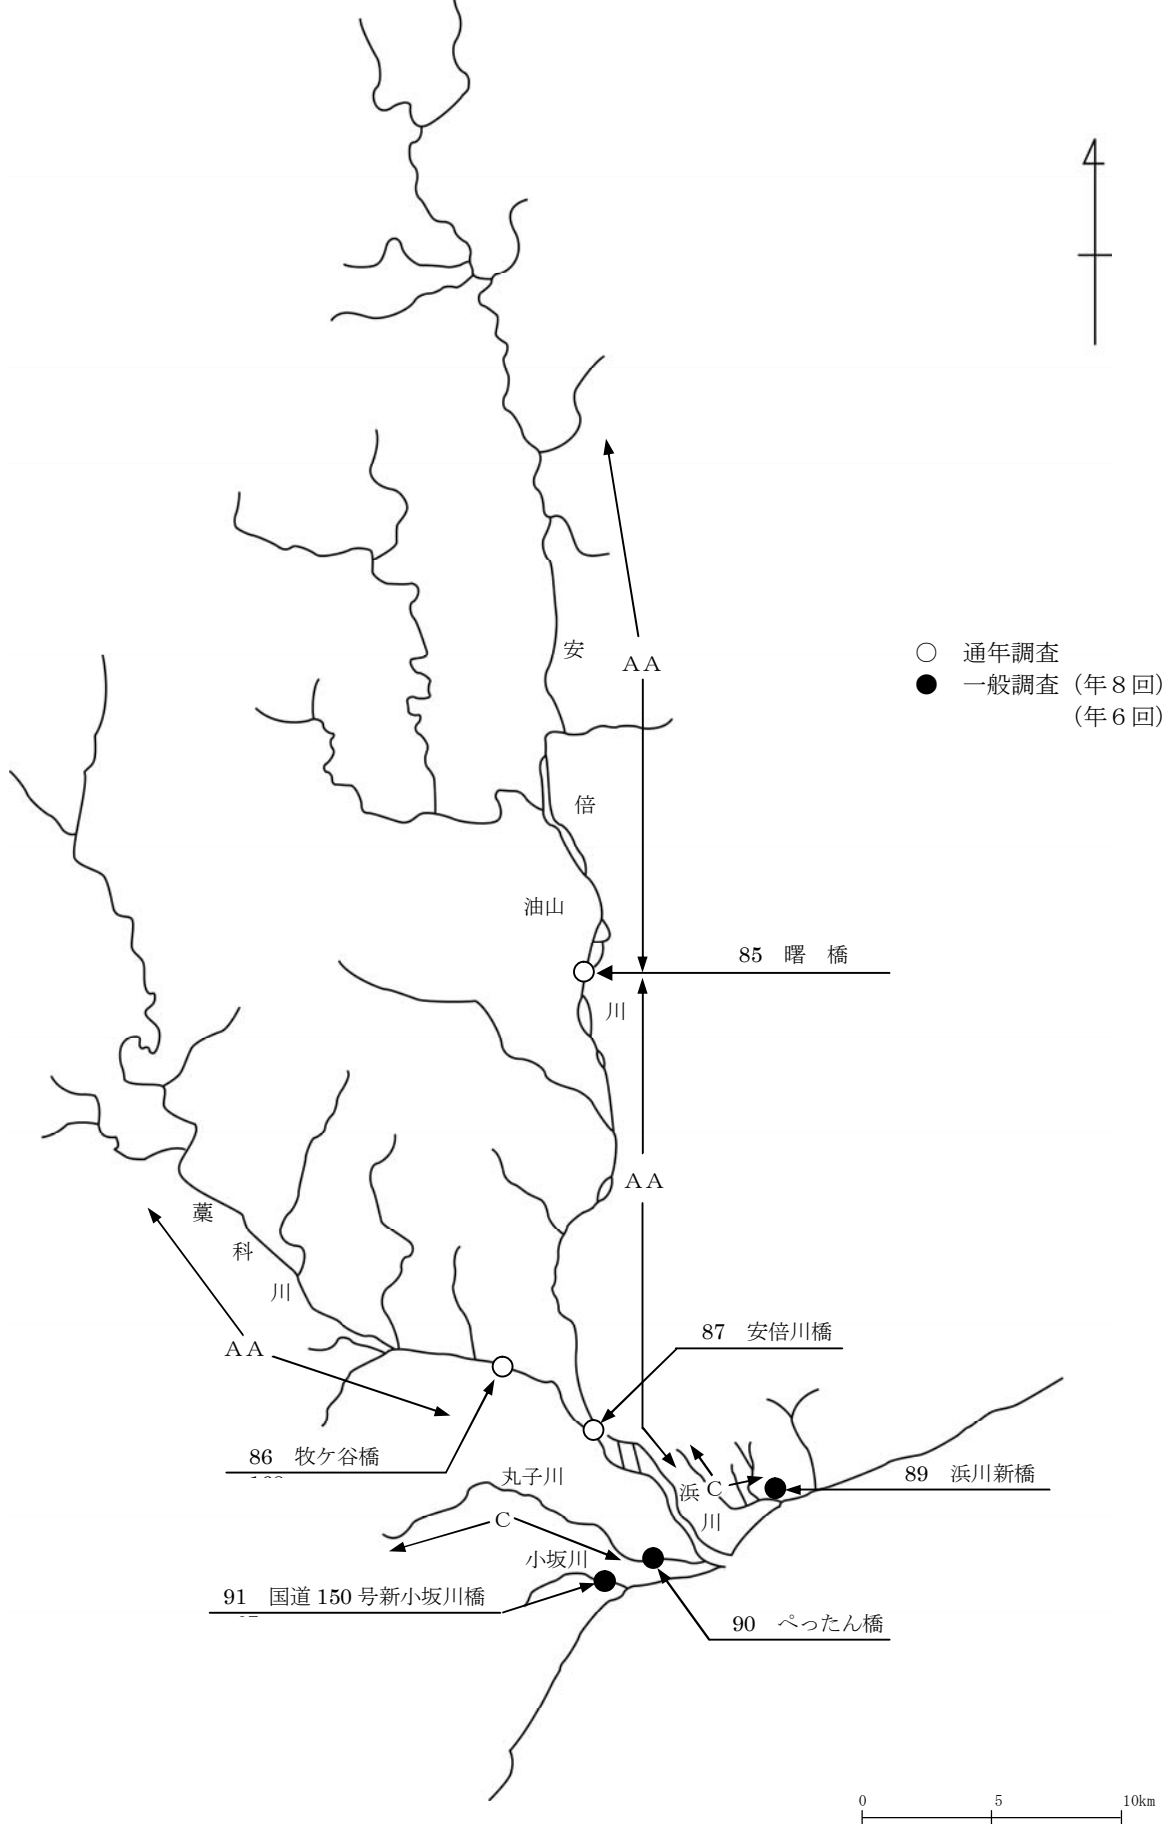 安
ＡＡ
○　通年調査
●　一般調査（年８回）
（年６回）
倍
油山
85　曙　橋
川
ＡＡ
藁
科
川
ＡＡ
87　安倍川橋
86　牧ケ谷橋
丸子川
浜
Ｃ
川
89　浜川新橋
Ｃ
小坂川
91　国道 150 号新小坂川橋
90　ぺったん橋
0　5　10km